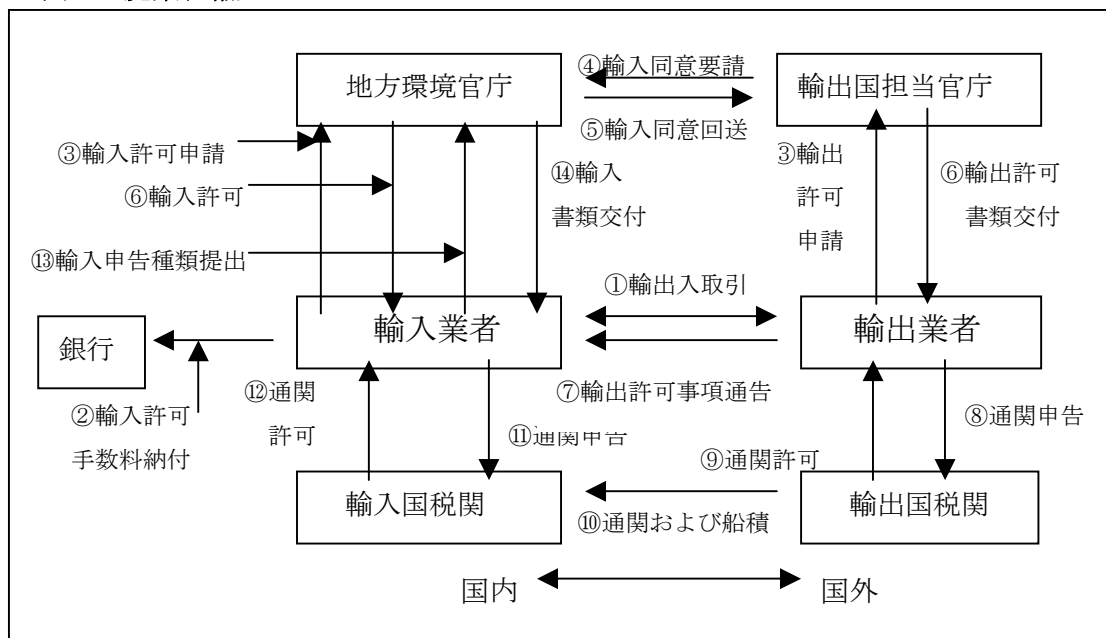 ④輸入同意要請
地方環境官庁
輸出国担当官庁
⑤輸入同意回送
③輸入許可申請
⑥輸入許可
⑭輸入
書類交付
③輸出
許可
申請
⑥輸出許可
書類交付
⑬輸入申告種類提出
①輸出入取引
銀行
輸入業者
輸出業者
②輸入許可
手数料納付
⑫通関
許可
⑦輸出許可事項通告
⑧通関申告
⑪通関申告
⑨通関許可
輸入国税関
輸出国税関
⑩通関および船積
国内
国外